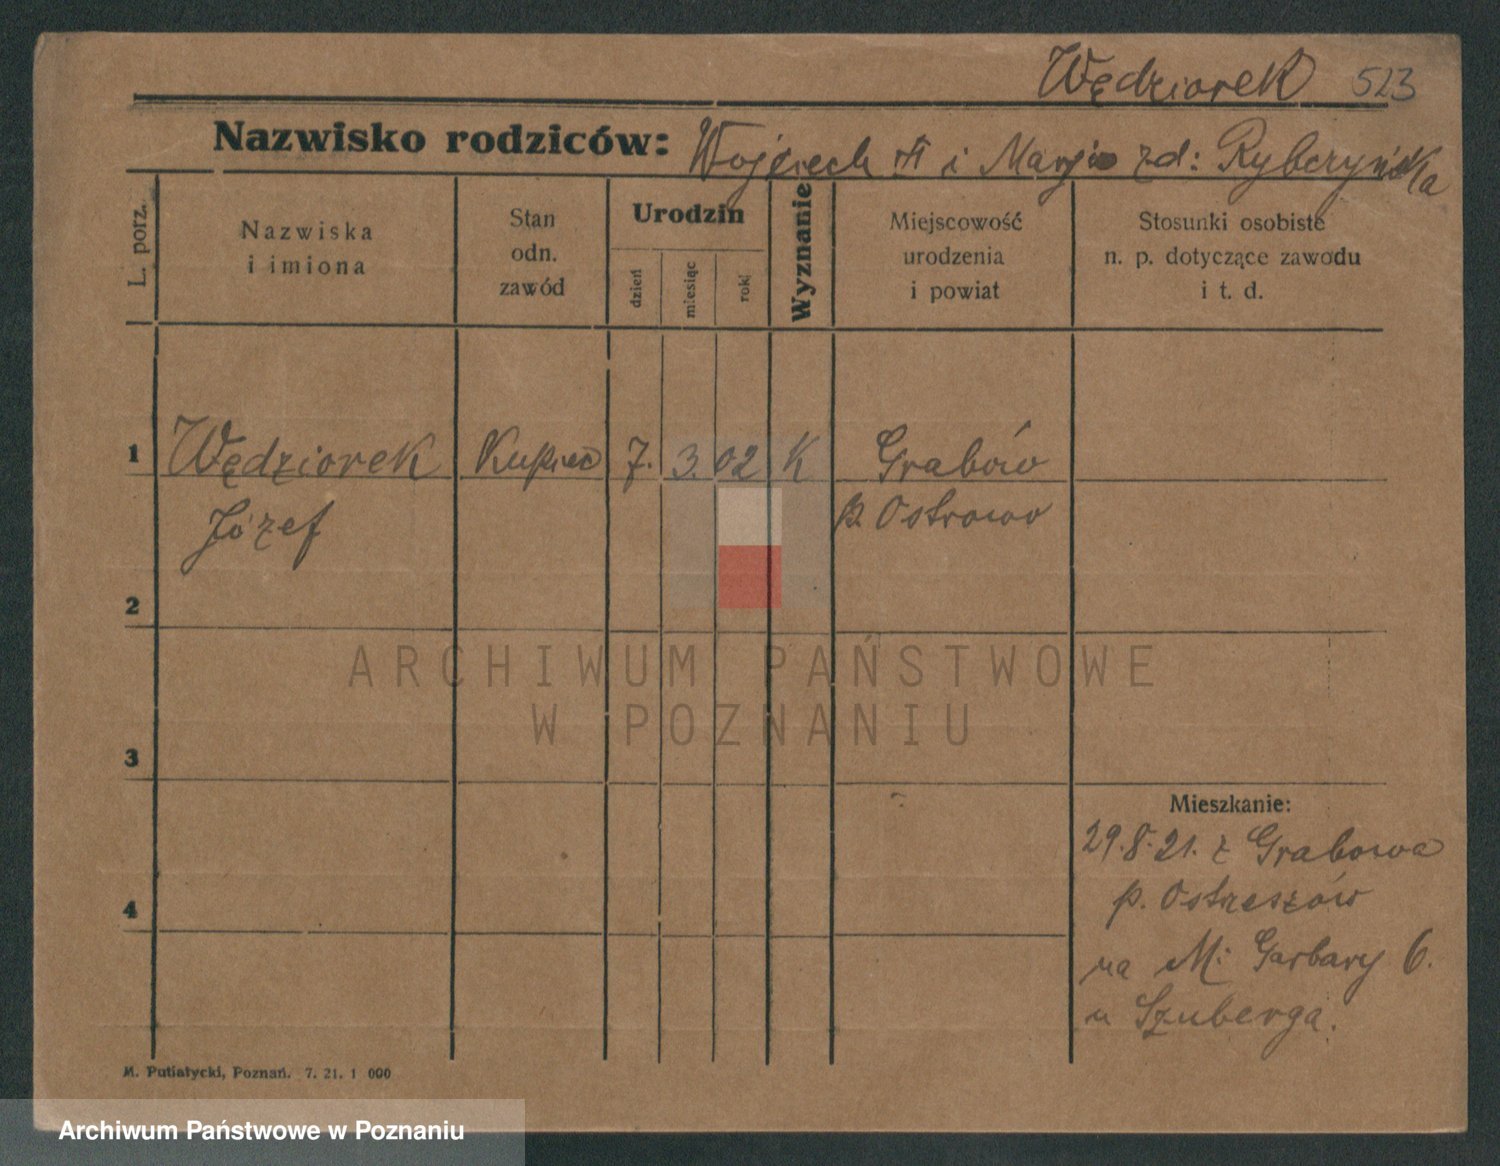 Wędziorek 523
Nazwisko rodziców: Wojciech i Marja zd: Rybczyńska
L. porz.
Nazwiska
i imiona
Stan
odn.
zawód
Urodzin
dzień
miesiąc
rok
Wyznanie
Miejscowość
urodzenia
i powiat
Stosunki osobiste
n. p. dotyczące zawodu
i t. d.
1 Wędziorek Kupiec 7. 3. 02 K Grabów
Józef p. Ostrowo
2
ARCHIWUM PAŃSTWOWE
W POZNANIU
3
Mieszkanie:
29.8.21. z Grabowa
4 p. Ostrzeszów
na M: Garbary 6.
u Szuberga.
M. Putiatycki, Poznań. 7. 21. 1 000
Archiwum Państwowe w Poznaniu